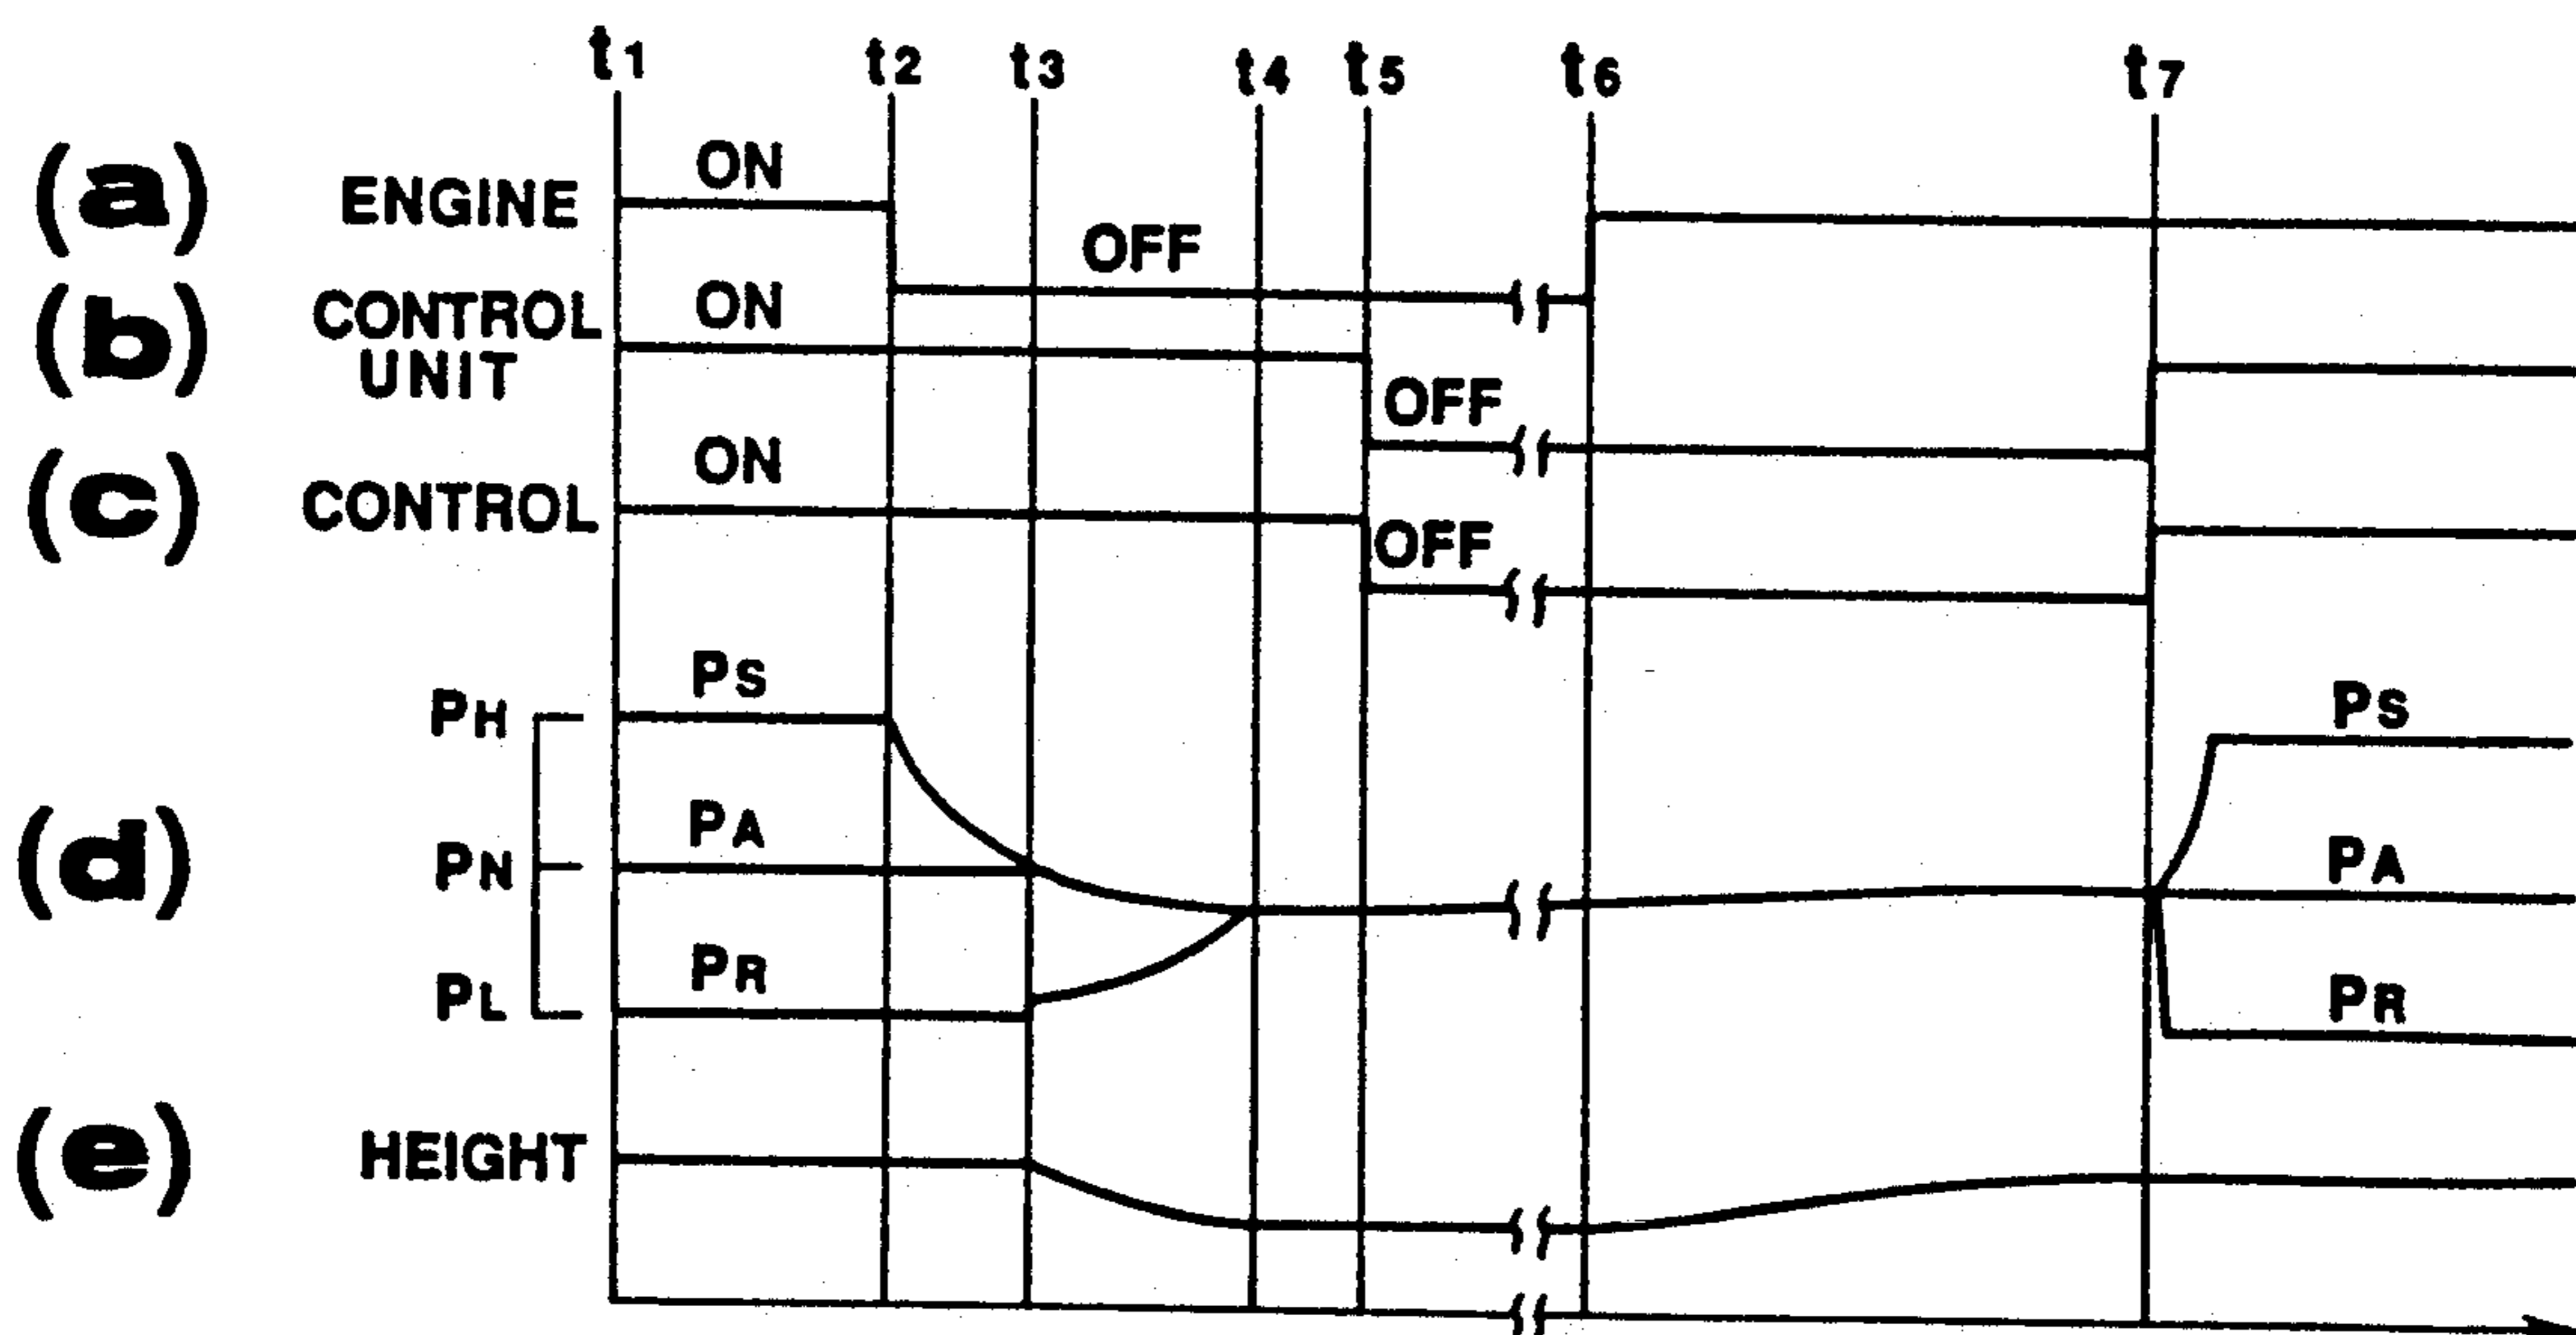 t1 t2 t3 t4 t5 t6 t7
(a) ENGINE ON OFF
(b) CONTROL UNIT ON OFF
(c) CONTROL ON OFF
(d) PH PS PS
PN PA PA
PL PR PR
(e) HEIGHT